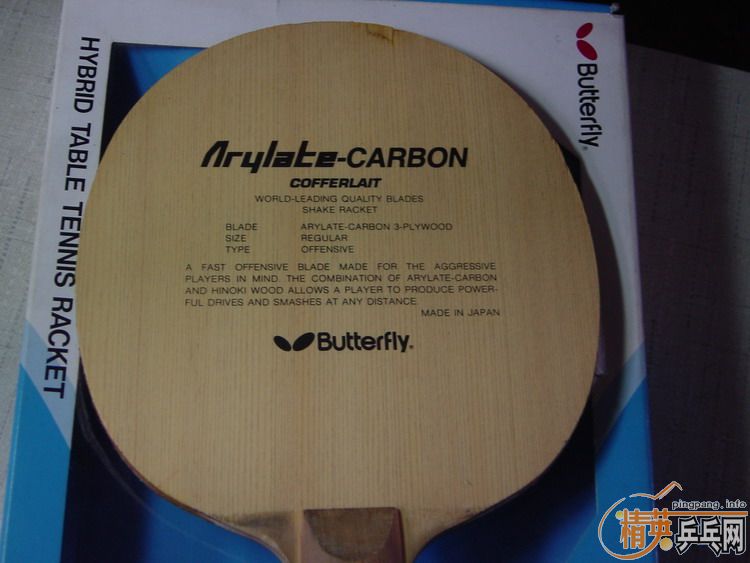 HYBRID TABLE TENNIS RACKET
Butterfly®
Arylate-CARBON
COFFERLAIT
WORLD-LEADING QUALITY BLADES
SHAKE RACKET
BLADE ARYLATE-CARBON 3-PLYWOOD
SIZE REGULAR
TYPE OFFENSIVE
A FAST OFFENSIVE BLADE MADE FOR THE AGGRESSIVE
PLAYERS IN MIND. THE COMBINATION OF ARYLATE-CARBON
AND HINOKI WOOD ALLOWS A PLAYER TO PRODUCE POWER-
FUL DRIVES AND SMASHES AT ANY DISTANCE.
MADE IN JAPAN
Butterfly®
pingpang.info
精英乒乓网